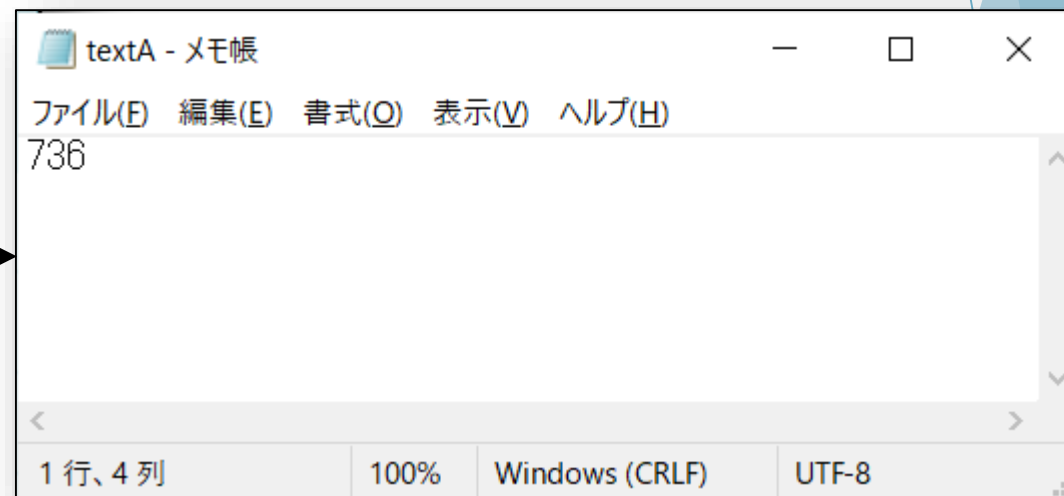 textA - メモ帳
ファイル(F) 編集(E) 書式(O) 表示(V) ヘルプ(H)
736
1 行、4 列 100% Windows (CRLF) UTF-8